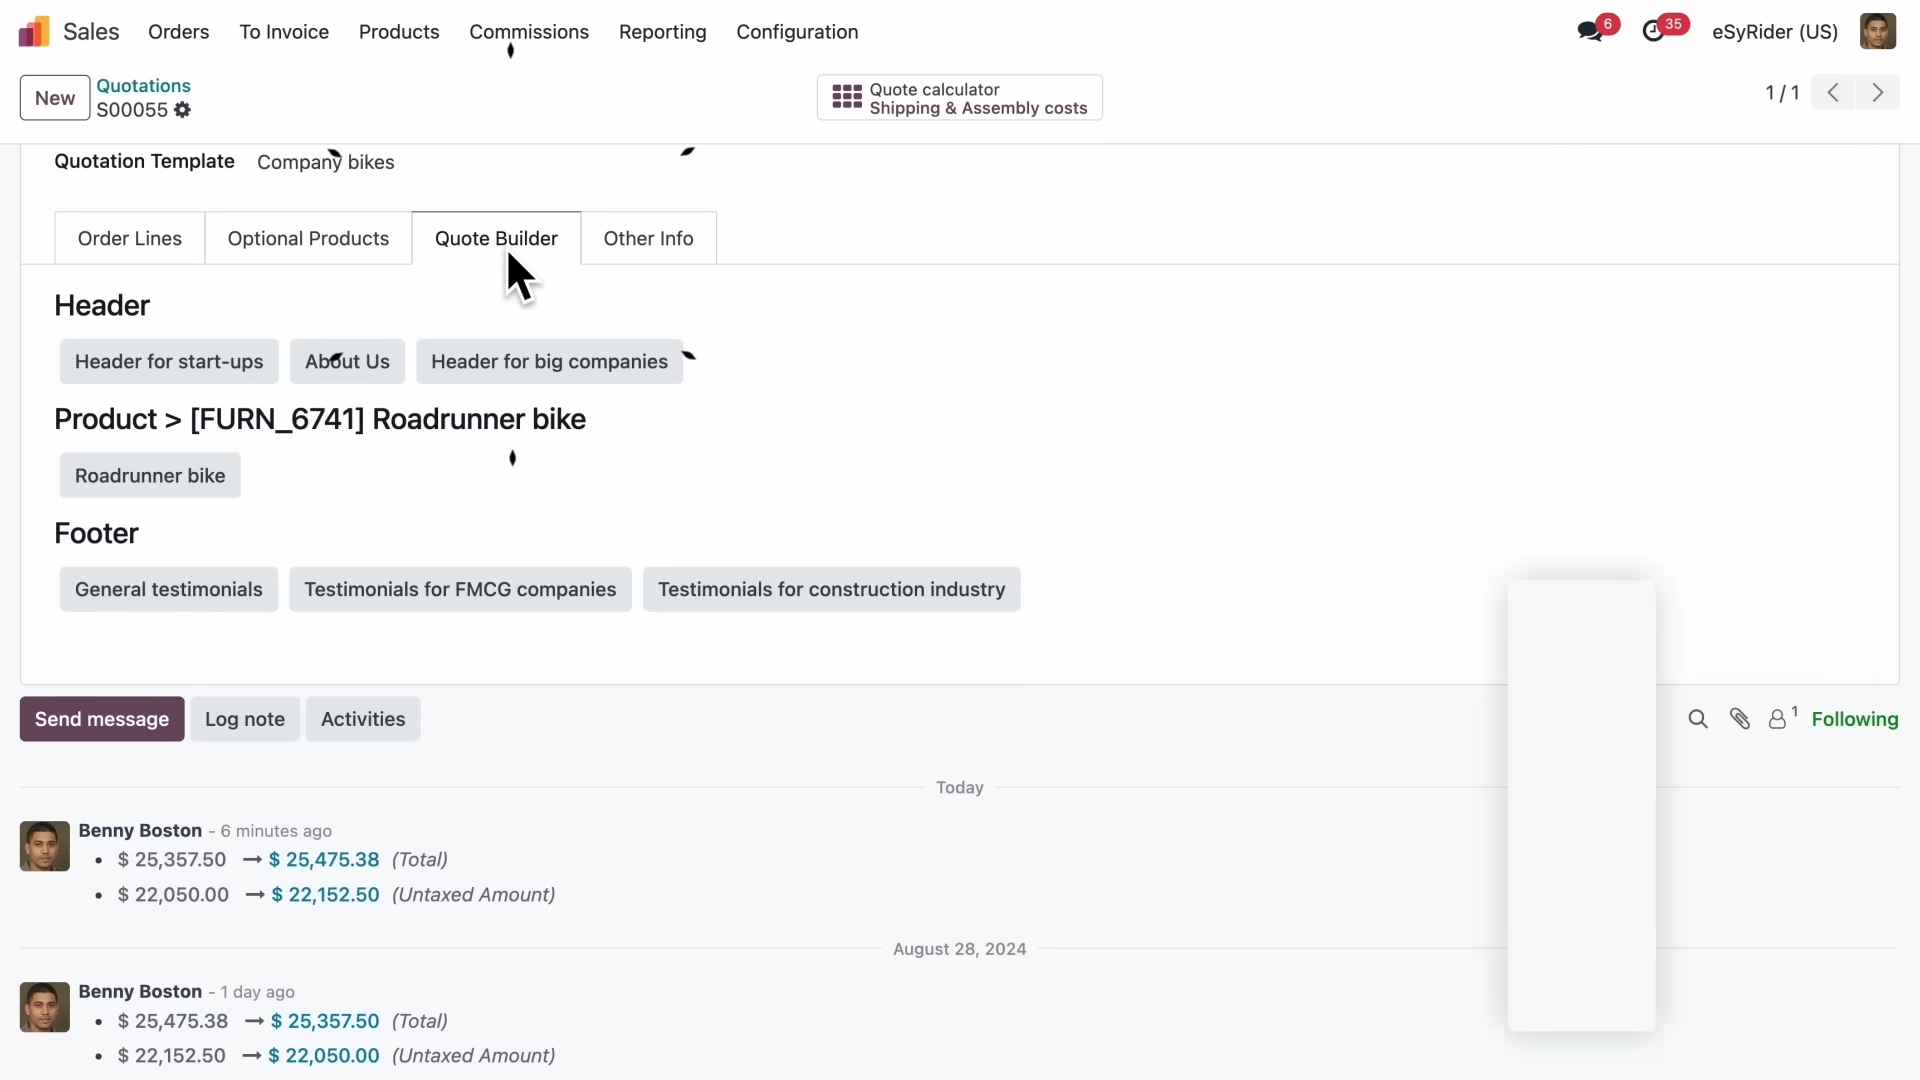 Sales Orders To Invoice Products Commissions Reporting Configuration 6 35 eSyRider (US)
New Quotations Quote calculator
S00055 Shipping & Assembly costs 1 / 1
Quotation Template Company bikes
Order Lines Optional Products Quote Builder Other Info
Header
Header for start-ups About Us Header for big companies
Product > [FURN_6741] Roadrunner bike
Roadrunner bike
Footer
General testimonials Testimonials for FMCG companies Testimonials for construction industry
Send message Log note Activities 1 Following
Today
Benny Boston - 6 minutes ago
• $ 25,357.50 → $ 25,475.38 (Total)
• $ 22,050.00 → $ 22,152.50 (Untaxed Amount)
August 28, 2024
Benny Boston - 1 day ago
• $ 25,475.38 → $ 25,357.50 (Total)
• $ 22,152.50 → $ 22,050.00 (Untaxed Amount)